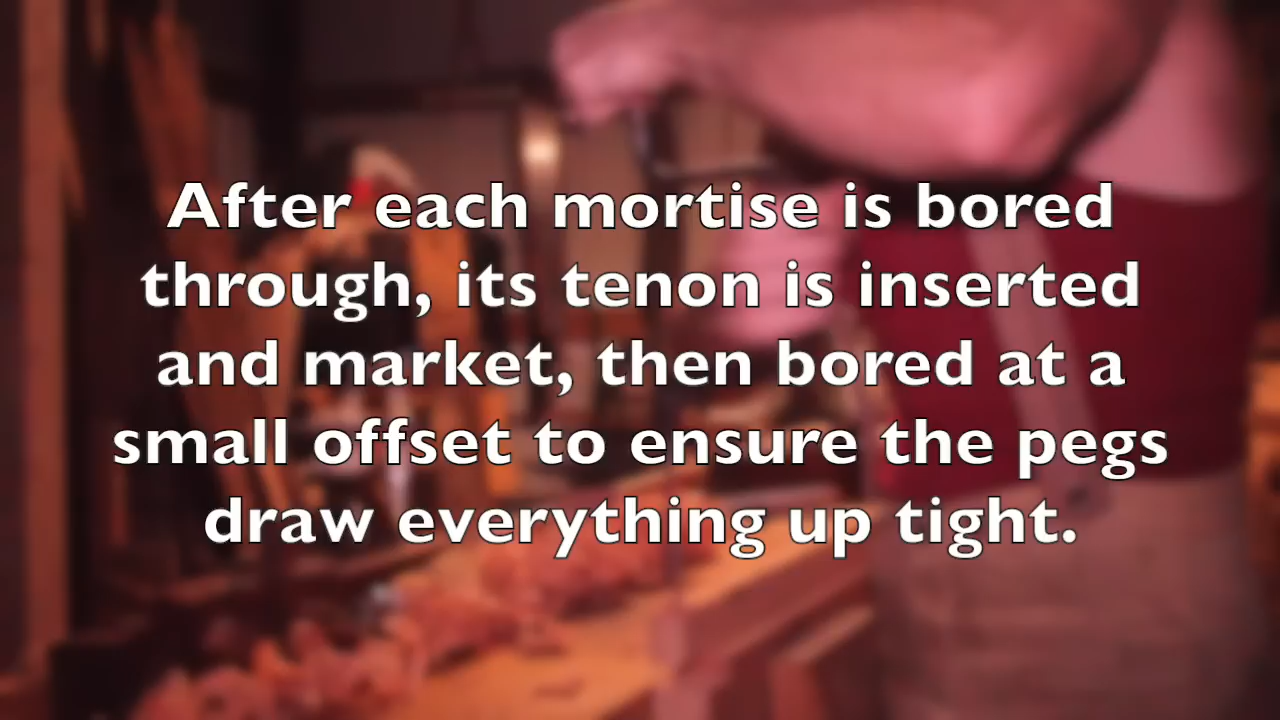 After each mortise is bored
through, its tenon is inserted
and market, then bored at a
small offset to ensure the pegs
draw everything up tight.